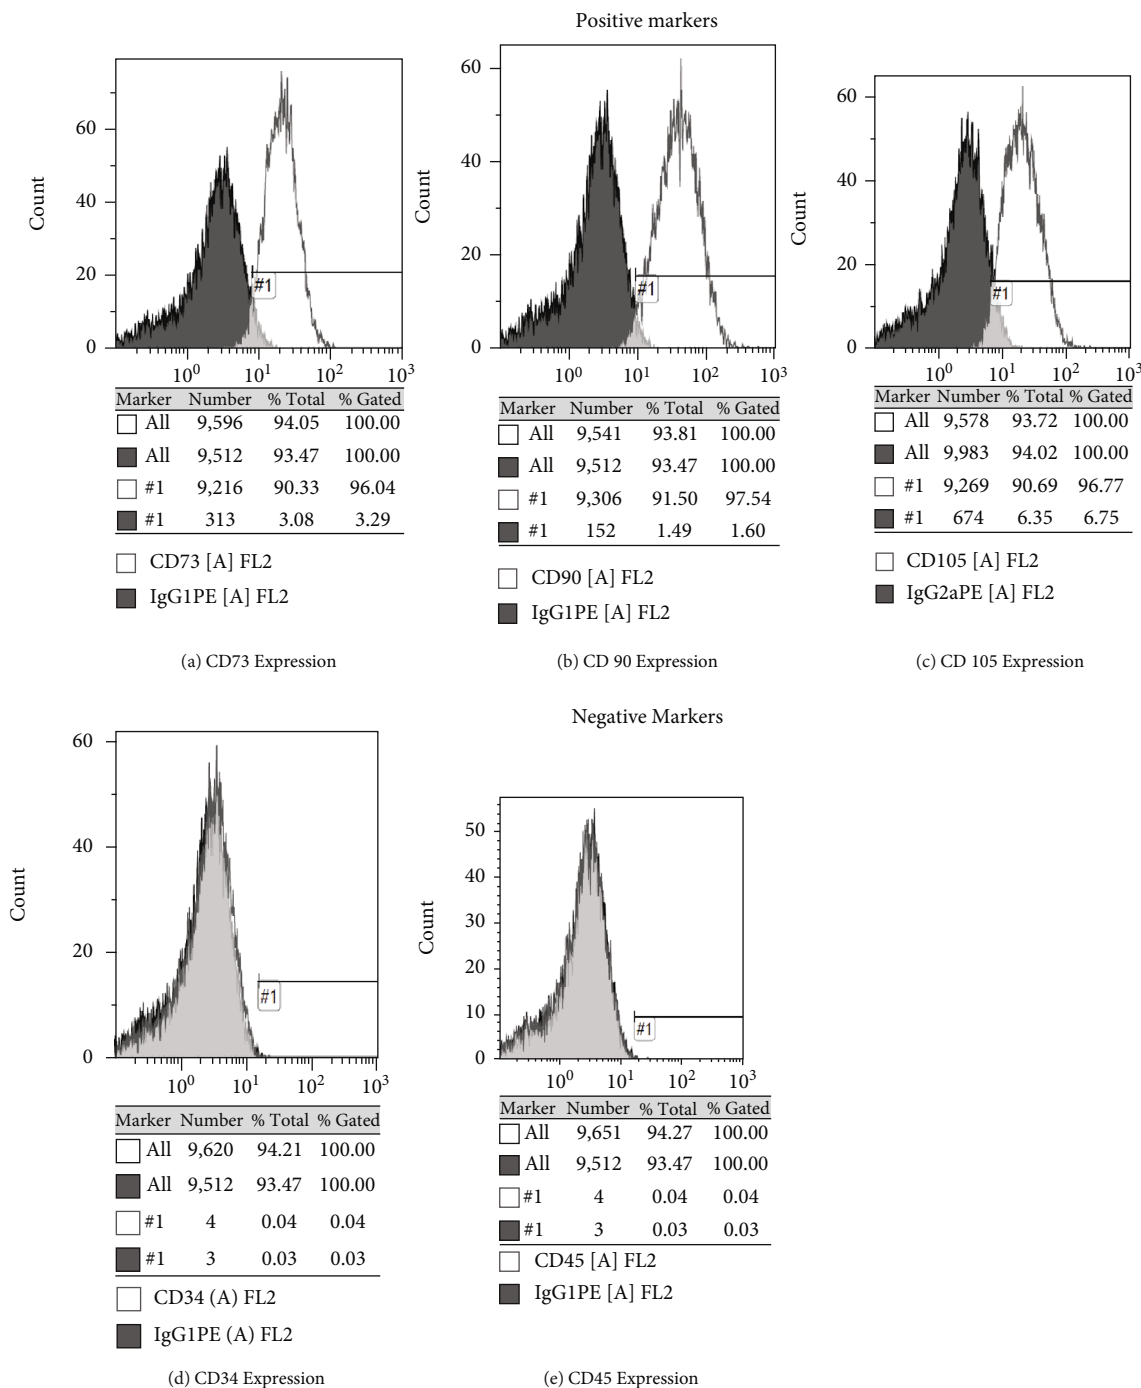 Positive markers
Count
60
40
20
0
#1
10^0 10^1 10^2 10^3
Marker Number % Total % Gated
All 9,596 94.05 100.00
All 9,512 93.47 100.00
#1 9,216 90.33 96.04
#1 313 3.08 3.29
CD73 [A] FL2
IgG1PE [A] FL2
(a) CD73 Expression
Count
60
40
20
0
#1
10^0 10^1 10^2 10^3
Marker Number % Total % Gated
All 9,541 93.81 100.00
All 9,512 93.47 100.00
#1 9,306 91.50 97.54
#1 152 1.49 1.60
CD90 [A] FL2
IgG1PE [A] FL2
(b) CD 90 Expression
Count
60
40
20
0
#1
10^0 10^1 10^2 10^3
Marker Number % Total % Gated
All 9,578 93.72 100.00
All 9,983 94.02 100.00
#1 9,269 90.69 96.77
#1 674 6.35 6.75
CD105 [A] FL2
IgG2aPE [A] FL2
(c) CD 105 Expression
Negative Markers
Count
60
40
20
0
#1
10^0 10^1 10^2 10^3
Marker Number % Total % Gated
All 9,620 94.21 100.00
All 9,512 93.47 100.00
#1 4 0.04 0.04
#1 3 0.03 0.03
CD34 (A) FL2
IgG1PE (A) FL2
(d) CD34 Expression
Count
50
40
30
20
10
0
#1
10^0 10^1 10^2 10^3
Marker Number % Total % Gated
All 9,651 94.27 100.00
All 9,512 93.47 100.00
#1 4 0.04 0.04
#1 3 0.03 0.03
CD45 [A] FL2
IgG1PE [A] FL2
(e) CD45 Expression